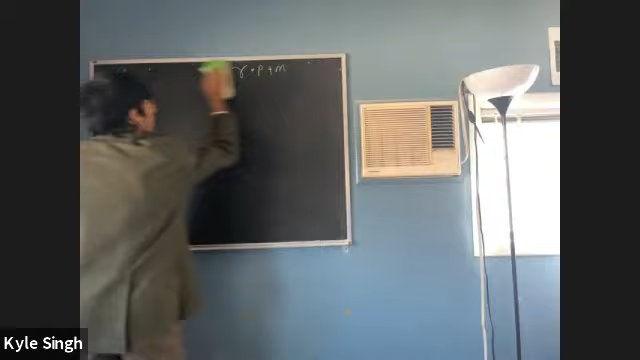 γ • p + m
Kyle Singh